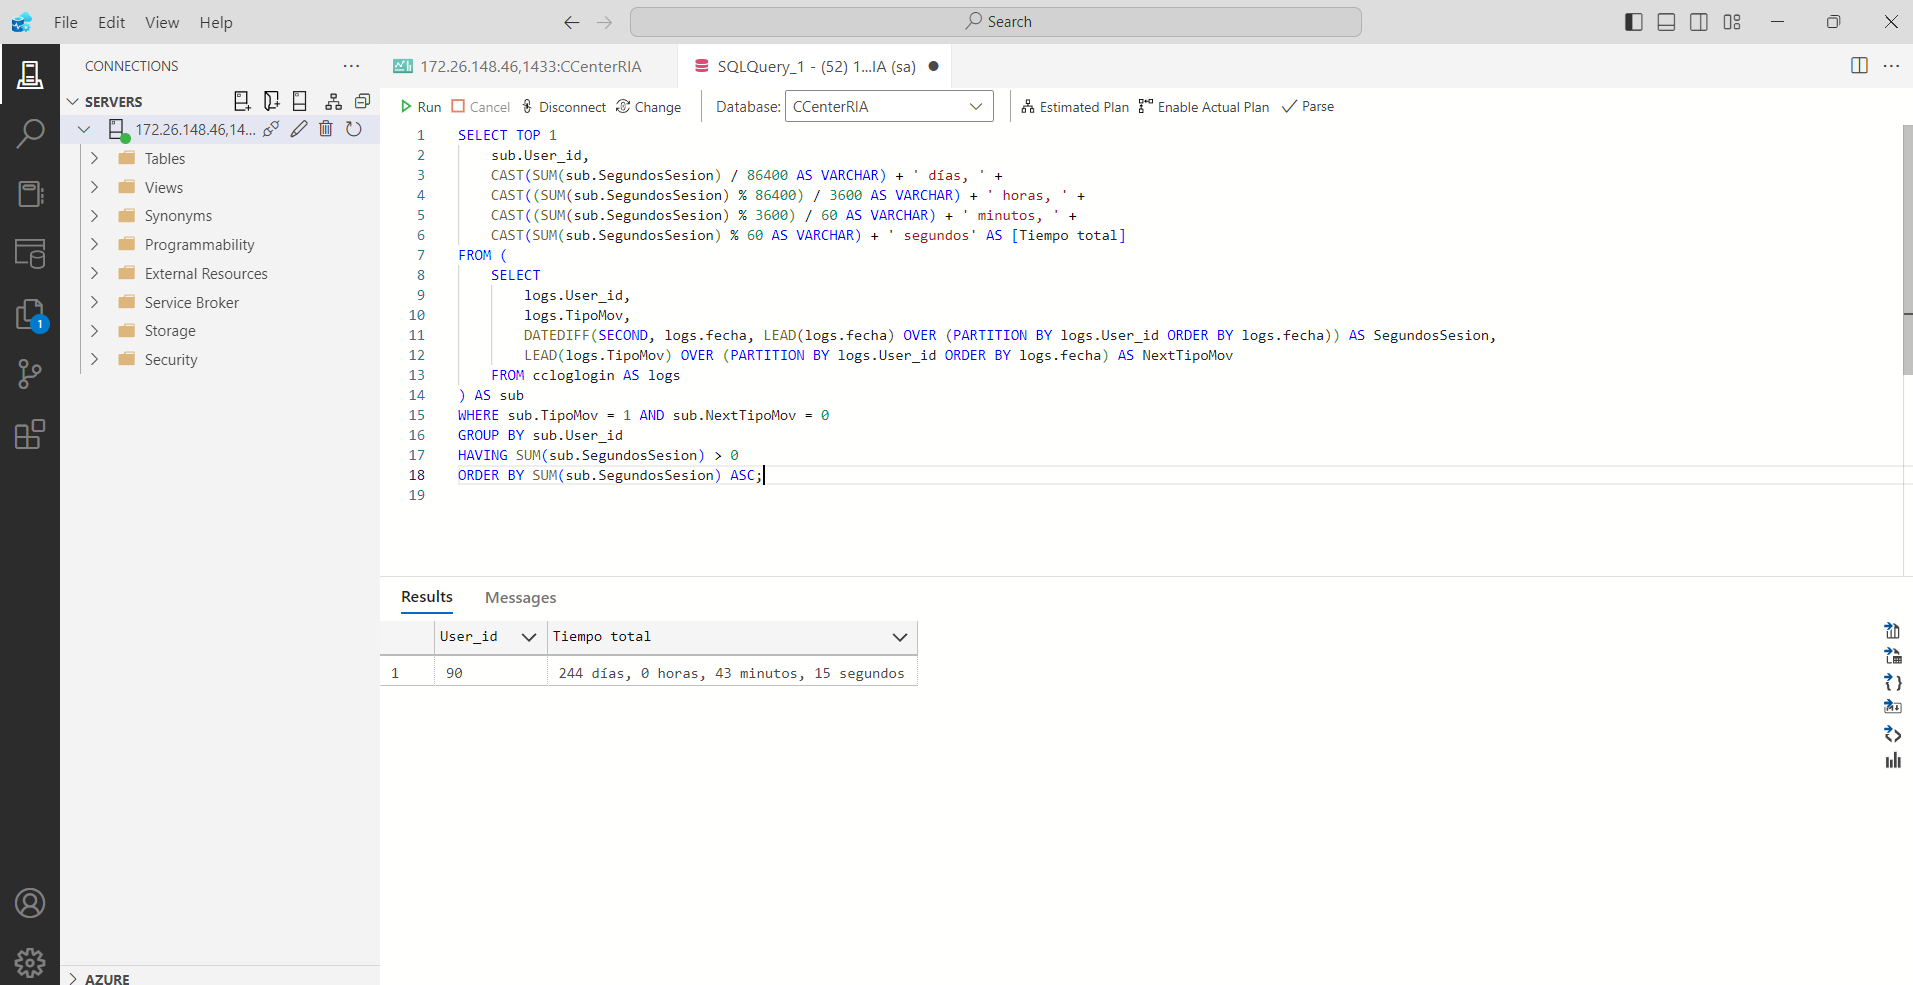 File Edit View Help
Search
CONNECTIONS
SERVERS
172.26.148.46,14...
Tables
Views
Synonyms
Programmability
External Resources
Service Broker
Storage
Security
AZURE
1
172.26.148.46,1433:CCenterRIA
SQLQuery_1 - (52) 1...IA (sa)
Run Cancel Disconnect Change Database: CCenterRIA Estimated Plan Enable Actual Plan Parse
1 SELECT TOP 1
2 sub.User_id,
3 CAST(SUM(sub.SegundosSesion) / 86400 AS VARCHAR) + ' días, ' +
4 CAST((SUM(sub.SegundosSesion) % 86400) / 3600 AS VARCHAR) + ' horas, ' +
5 CAST((SUM(sub.SegundosSesion) % 3600) / 60 AS VARCHAR) + ' minutos, ' +
6 CAST(SUM(sub.SegundosSesion) % 60 AS VARCHAR) + ' segundos' AS [Tiempo total]
7 FROM (
8 SELECT
9 logs.User_id,
10 logs.TipoMov,
11 DATEDIFF(SECOND, logs.fecha, LEAD(logs.fecha) OVER (PARTITION BY logs.User_id ORDER BY logs.fecha)) AS SegundosSesion,
12 LEAD(logs.TipoMov) OVER (PARTITION BY logs.User_id ORDER BY logs.fecha) AS NextTipoMov
13 FROM ccloglogin AS logs
14 ) AS sub
15 WHERE sub.TipoMov = 1 AND sub.NextTipoMov = 0
16 GROUP BY sub.User_id
17 HAVING SUM(sub.SegundosSesion) > 0
18 ORDER BY SUM(sub.SegundosSesion) ASC;
19
Results Messages
User_id Tiempo total
1 90 244 días, 0 horas, 43 minutos, 15 segundos